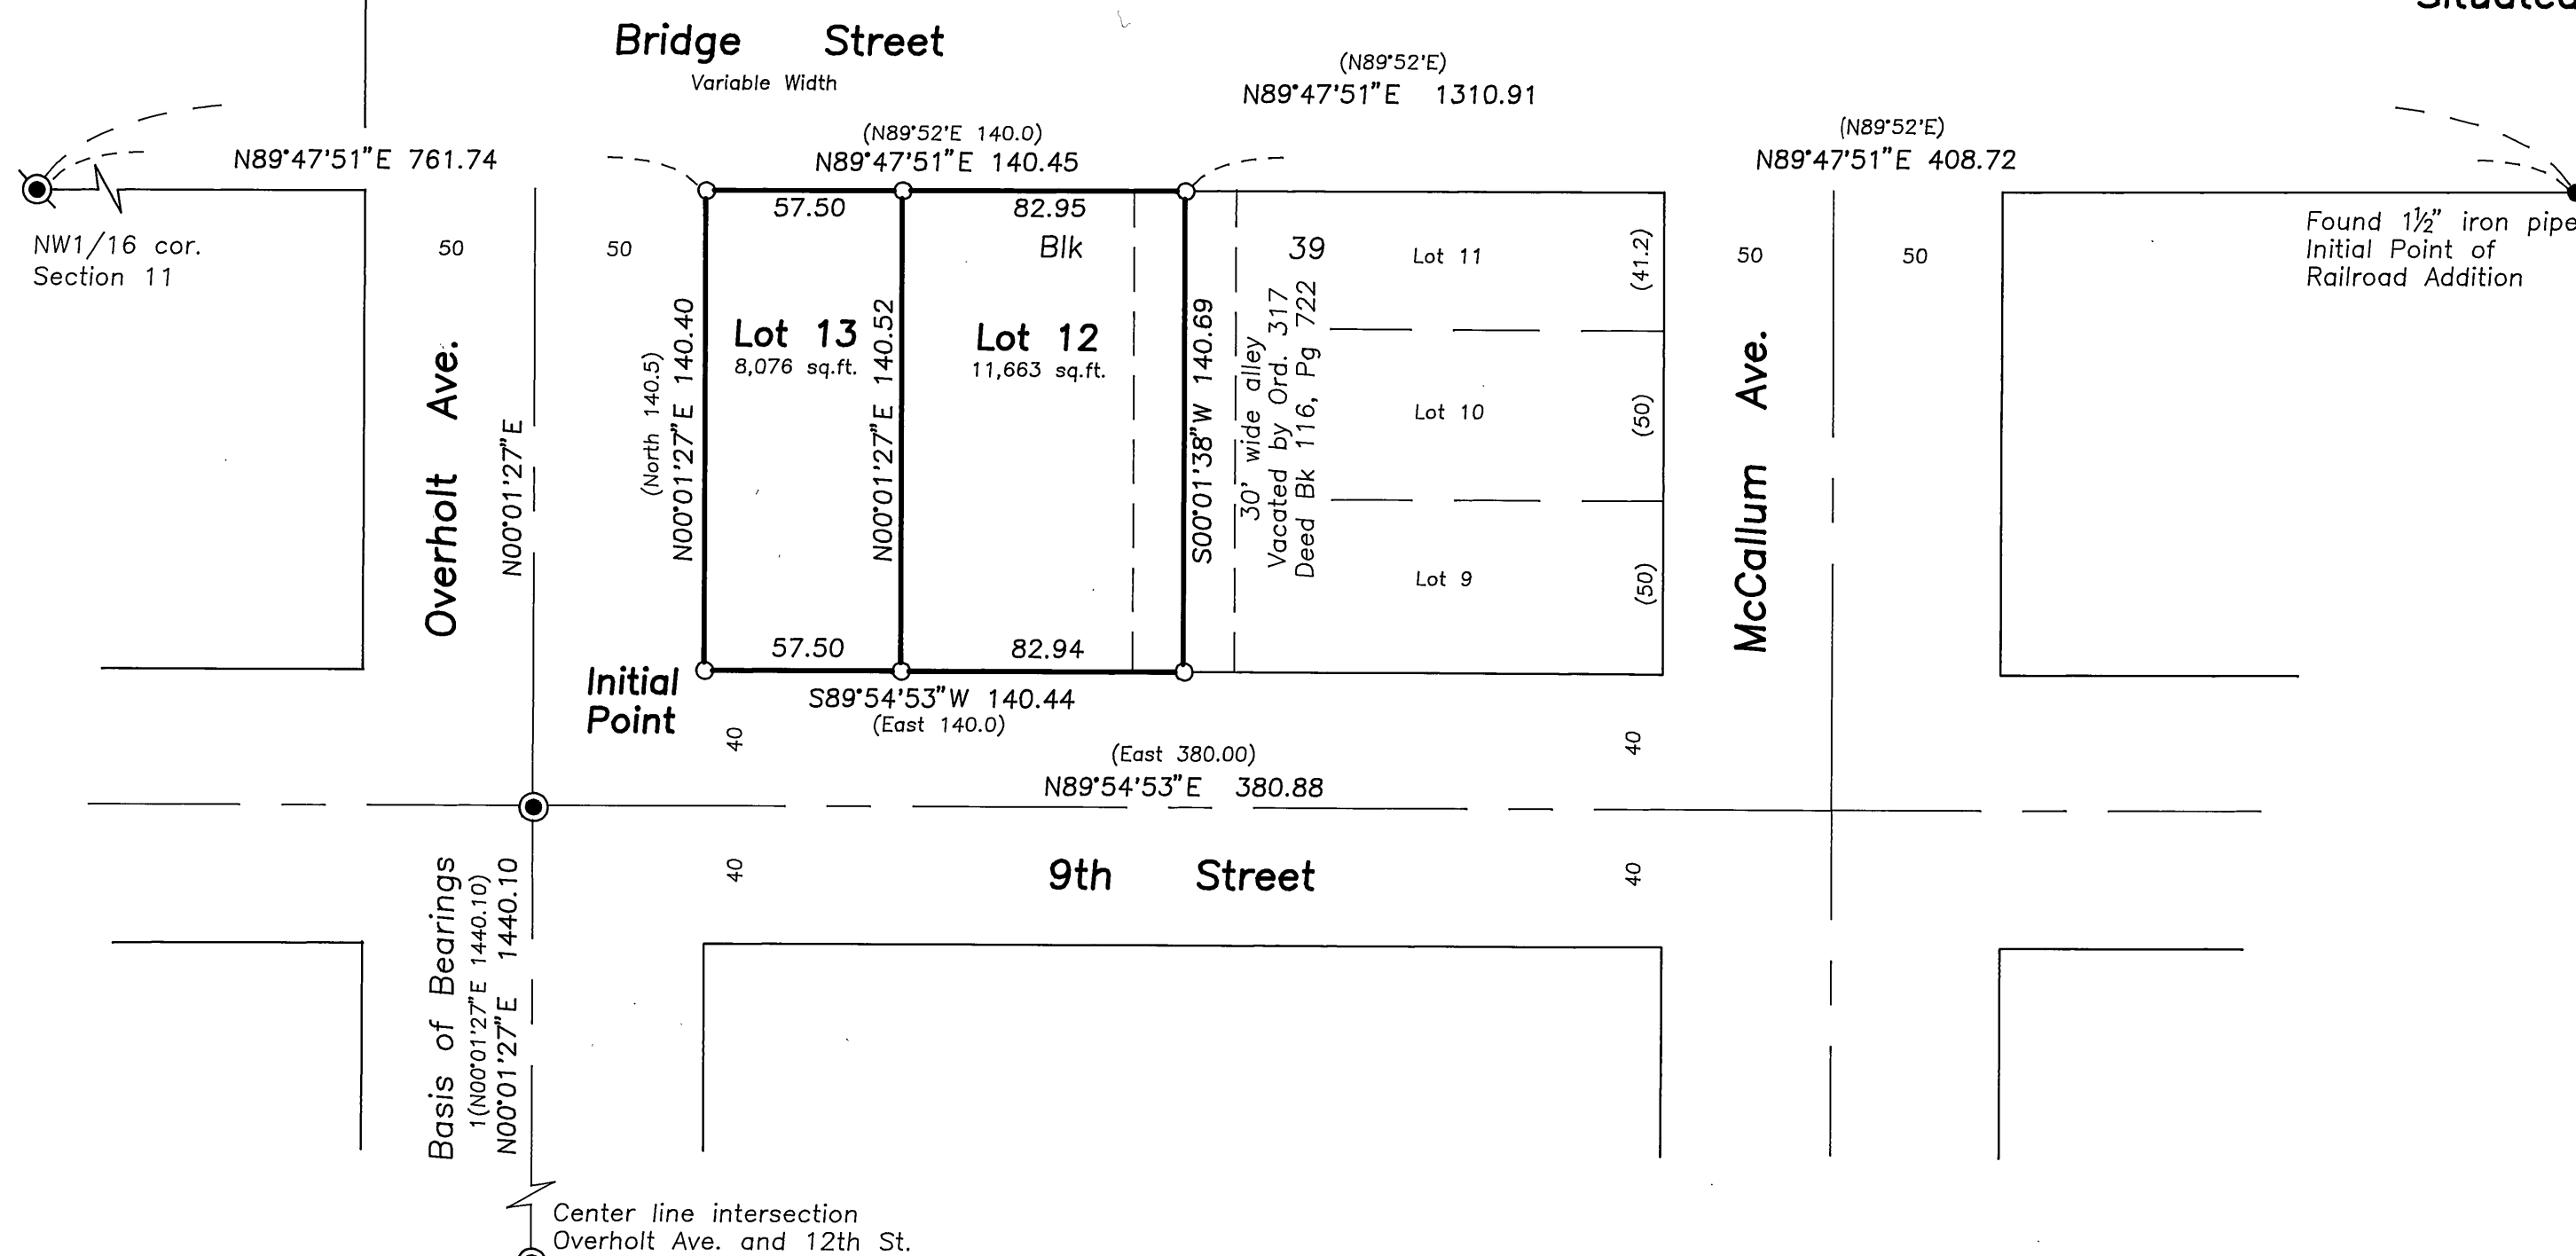 Situated
Bridge Street
Variable Width
(N89°52'E)
N89°47'51"E 1310.91
(N89°52'E 140.0)
N89°47'51"E 140.45
N89°47'51"E 761.74
(N89°52'E)
N89°47'51"E 408.72
NW1/16 cor.
Section 11
Found 1½" iron pipe
Initial Point of
Railroad Addition
50
50
57.50
82.95
Blk
39
50
50
Lot 13
8,076 sq.ft.
Lot 12
11,663 sq.ft.
Lot 11
(41.2)
Lot 10
(50)
Lot 9
(50)
Overholt Ave.
N00°01'27"E
(North 140.5)
N00°01'27"E 140.40
N00°01'27"E 140.52
S00°01'38"W 140.69
30' wide alley
Vacated by Ord. 317
Deed Bk 116, Pg 722
McCallum Ave.
57.50
82.94
Initial
Point
S89°54'53"W 140.44
(East 140.0)
40
40
(East 380.00)
N89°54'53"E 380.88
40
40
9th Street
Basis of Bearings
1(N00°01'27"E 1440.10)
N00°01'27"E 1440.10
Center line intersection
Overholt Ave. and 12th St.